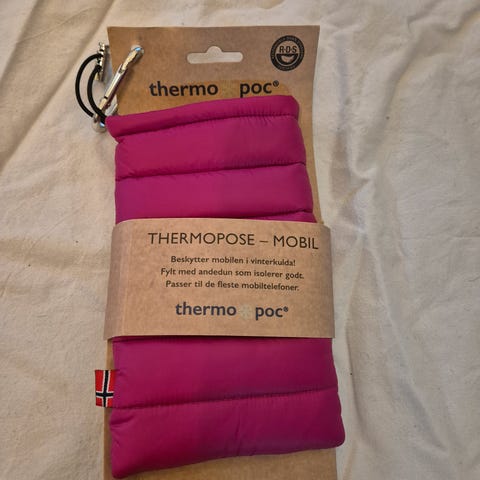 R·D·S
thermo poc®
THERMOPOSE – MOBIL
Beskytter mobilen i vinterkulda!
Fylt med andedun som isolerer godt.
Passer til de fleste mobiltelefoner.
thermo poc®